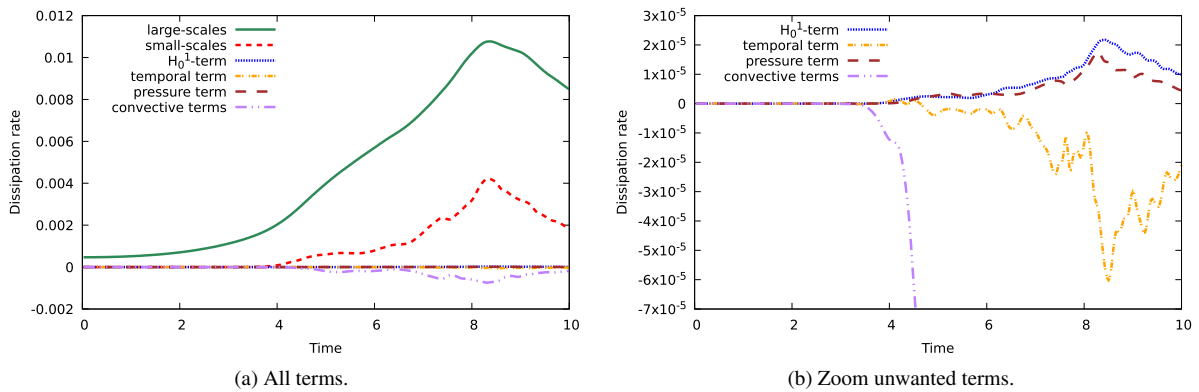 0.012
0.01
0.008
0.006
0.004
0.002
0
-0.002
Dissipation rate
large-scales
small-scales
H₀¹-term
temporal term
pressure term
convective terms
0 2 4 6 8 10
Time
(a) All terms.
3x10⁻⁵
2x10⁻⁵
1x10⁻⁵
0
-1x10⁻⁵
-2x10⁻⁵
-3x10⁻⁵
-4x10⁻⁵
-5x10⁻⁵
-6x10⁻⁵
-7x10⁻⁵
Dissipation rate
H₀¹-term
temporal term
pressure term
convective terms
0 2 4 6 8 10
Time
(b) Zoom unwanted terms.